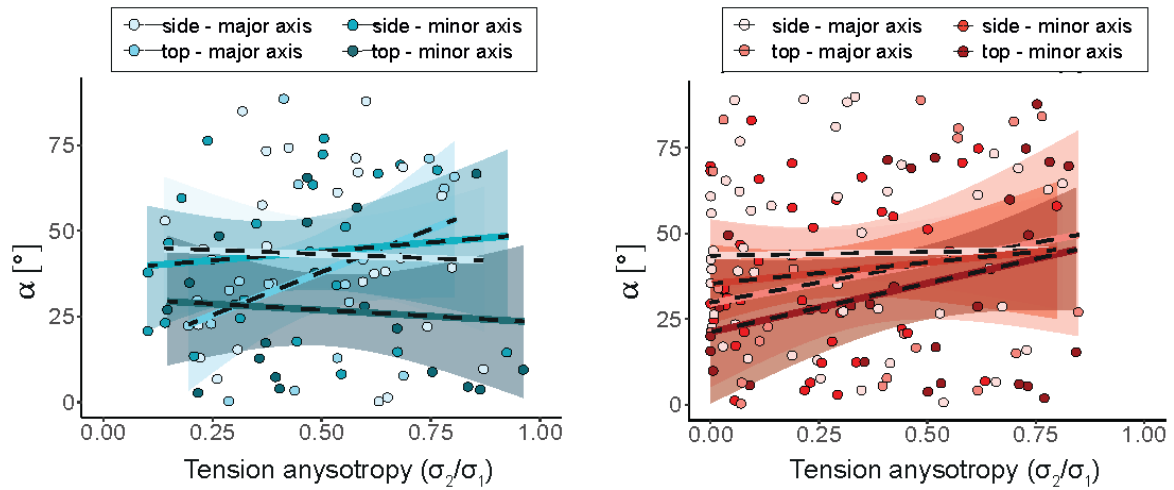 side - major axis
side - minor axis
top - major axis
top - minor axis
75
50
25
0
α [°]
0.00
0.25
0.50
0.75
1.00
Tension anysotropy (σ₂/σ₁)
side - major axis
side - minor axis
top - major axis
top - minor axis
75
50
25
0
α [°]
0.00
0.25
0.50
0.75
1.00
Tension anysotropy (σ₂/σ₁)